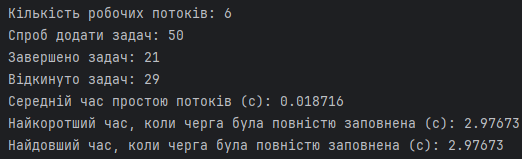 Кількість робочих потоків: 6
Спроб додати задач: 50
Завершено задач: 21
Відкинуто задач: 29
Середній час простою потоків (с): 0.018716
Найкоротший час, коли черга була повністю заповнена (с): 2.97673
Найдовший час, коли черга була повністю заповнена (с): 2.97673